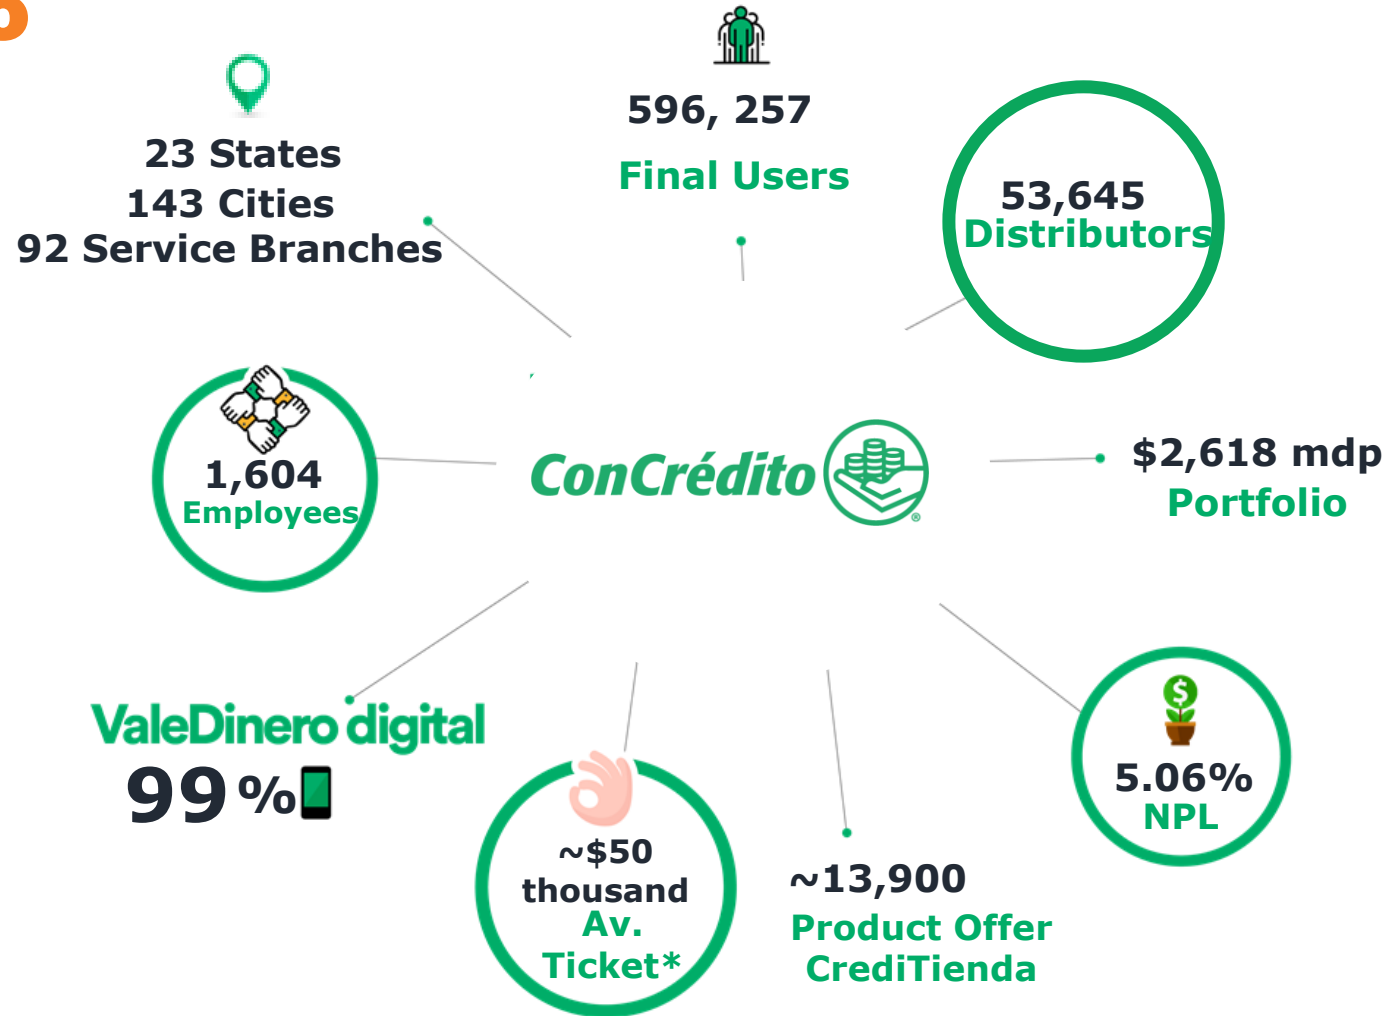 23 States
143 Cities
92 Service Branches
596, 257
Final Users
53,645
Distributors
1,604
Employees
ConCrédito
®
$2,618 mdp
Portfolio
ValeDinero digital
99%
~$50
thousand
Av.
Ticket*
~13,900
Product Offer
CrediTienda
$
5.06%
NPL